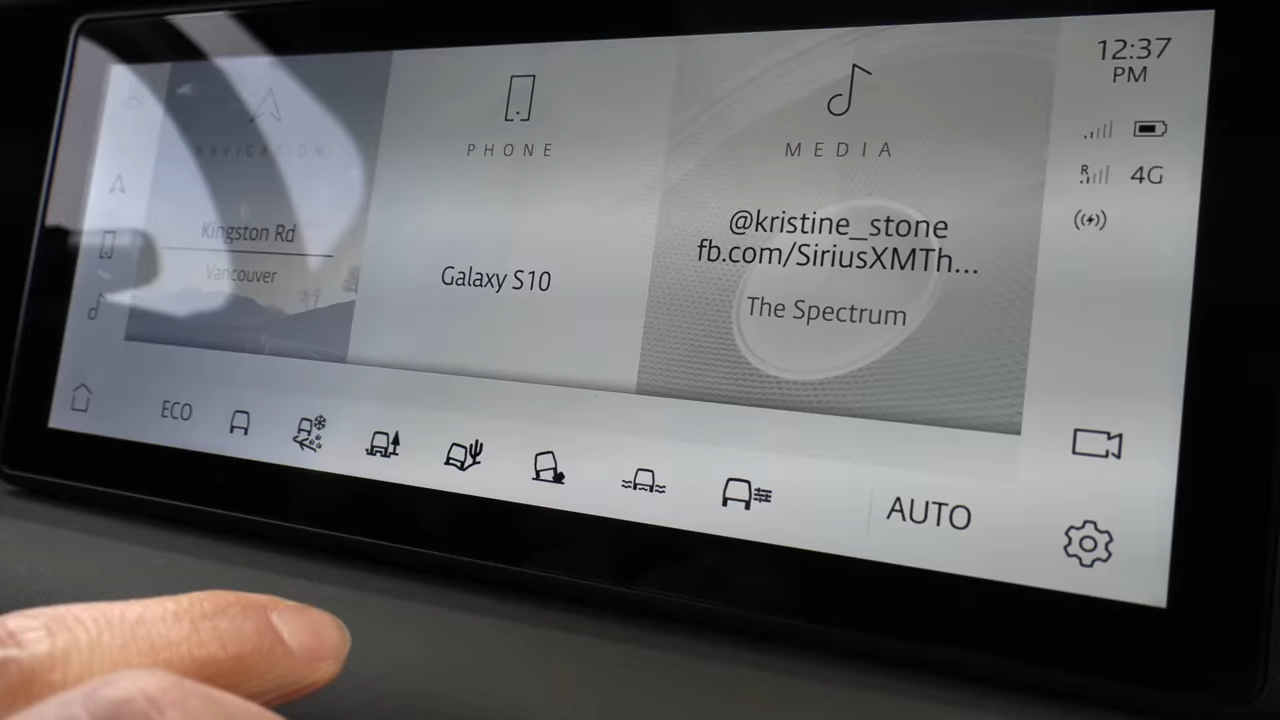 NAVIGATION
Kingston Rd
Vancouver
PHONE
Galaxy S10
MEDIA
@kristine_stone
fb.com/SiriusXMTh...
The Spectrum
12:37
PM
R
4G
ECO
AUTO